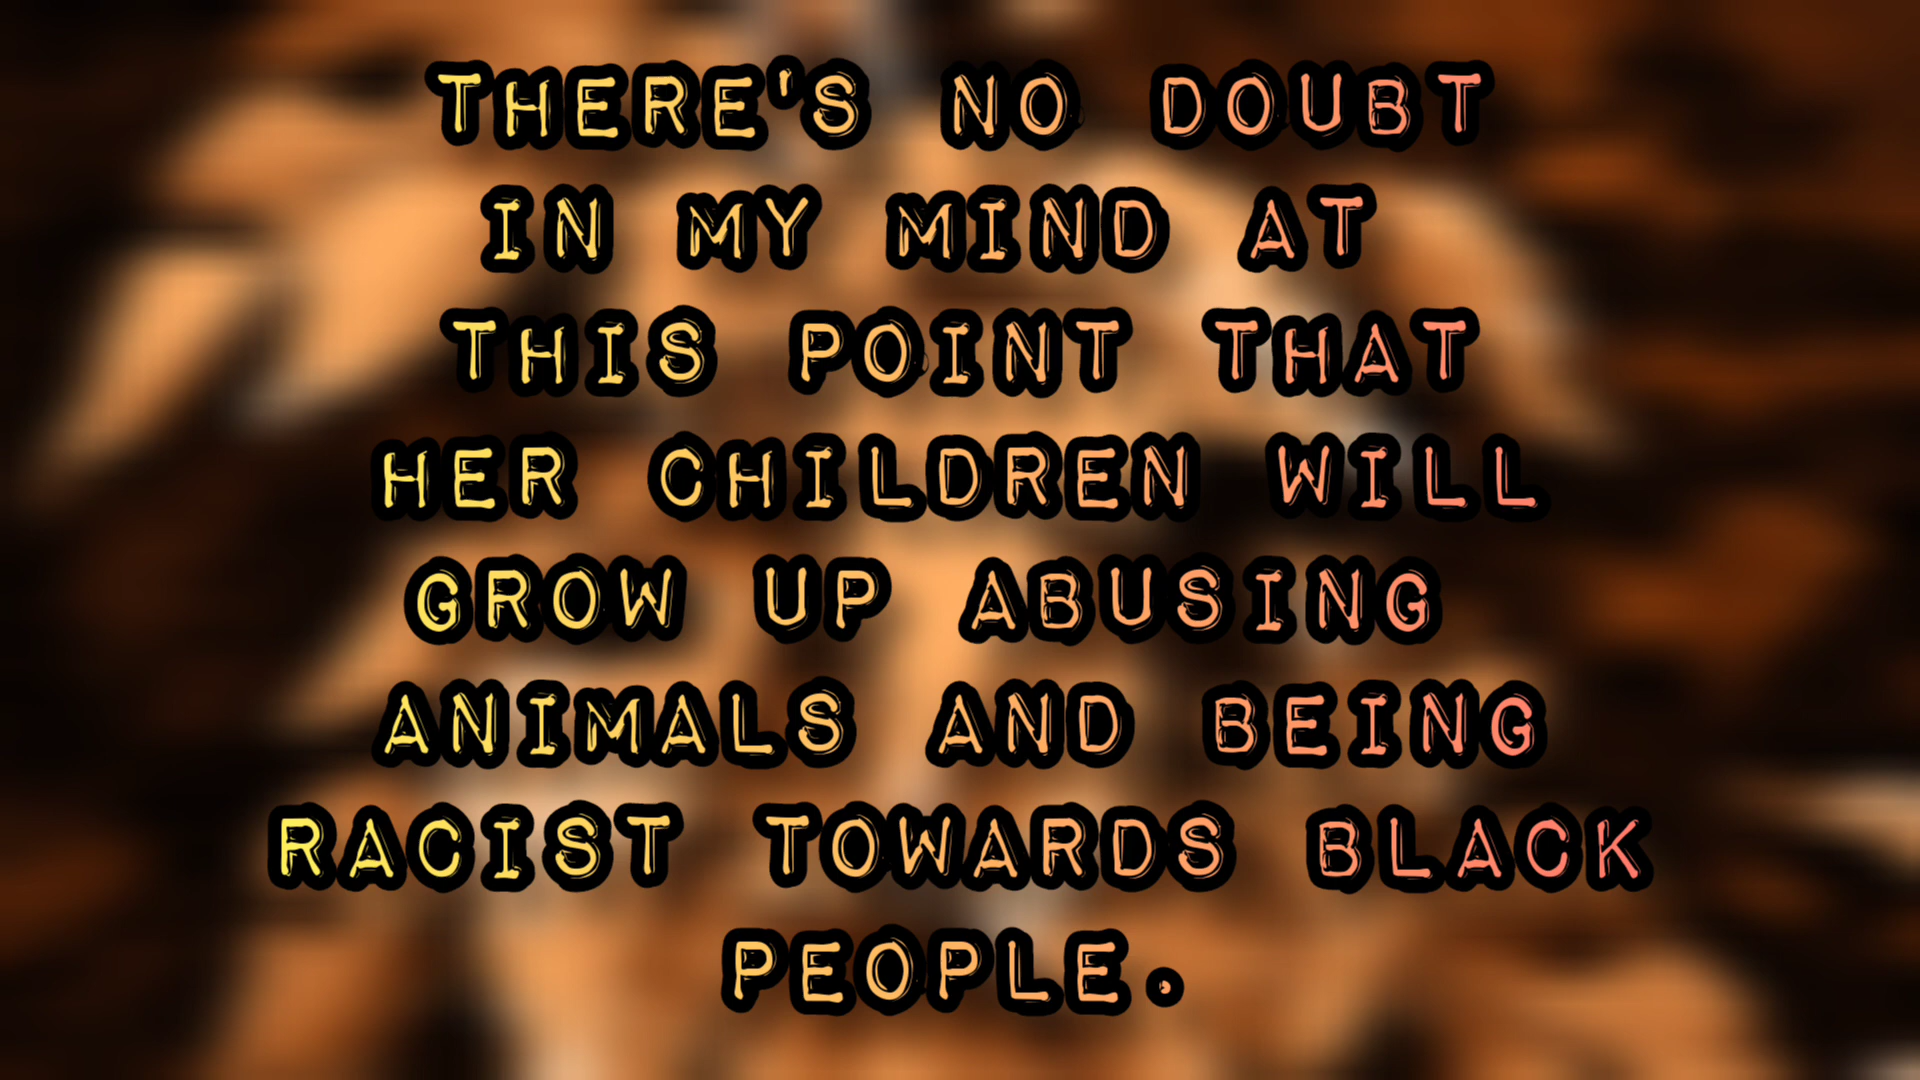 THERE'S NO DOUBT
IN MY MIND AT
THIS POINT THAT
HER CHILDREN WILL
GROW UP ABUSING
ANIMALS AND BEING
RACIST TOWARDS BLACK
PEOPLE.